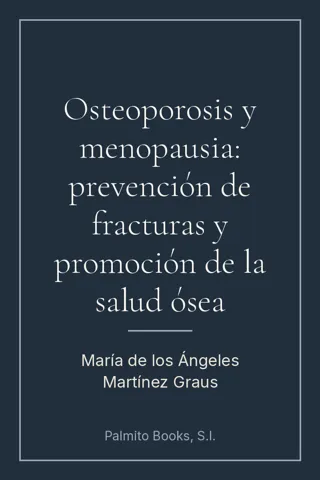 Osteoporosis y
menopausia:
prevención de
fracturas y
promoción de la
salud ósea
María de los Ángeles
Martínez Graus
Palmito Books, S.l.